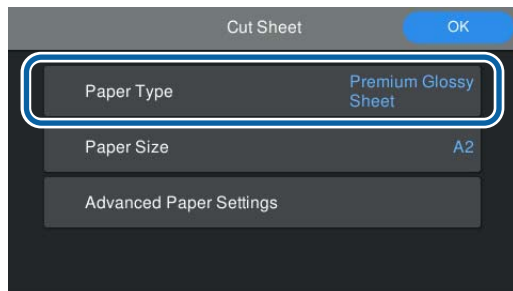 Cut Sheet
OK
Paper Type
Premium Glossy
Sheet
Paper Size
A2
Advanced Paper Settings